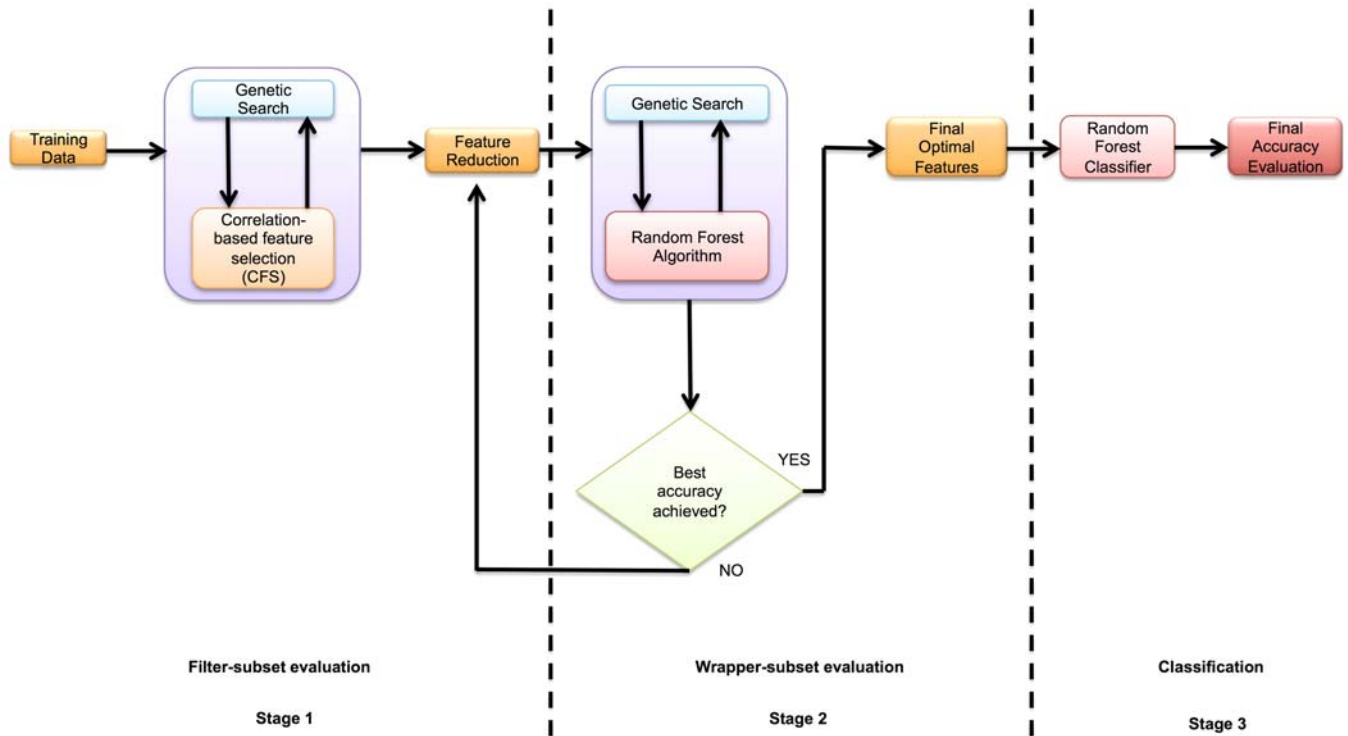 Training
Data
Genetic
Search
Correlation-
based feature
selection
(CFS)
Feature
Reduction
Genetic Search
Random Forest
Algorithm
Best
accuracy
achieved?
YES
NO
Final
Optimal
Features
Random
Forest
Classifier
Final
Accuracy
Evaluation
Filter-subset evaluation
Wrapper-subset evaluation
Classification
Stage 1
Stage 2
Stage 3